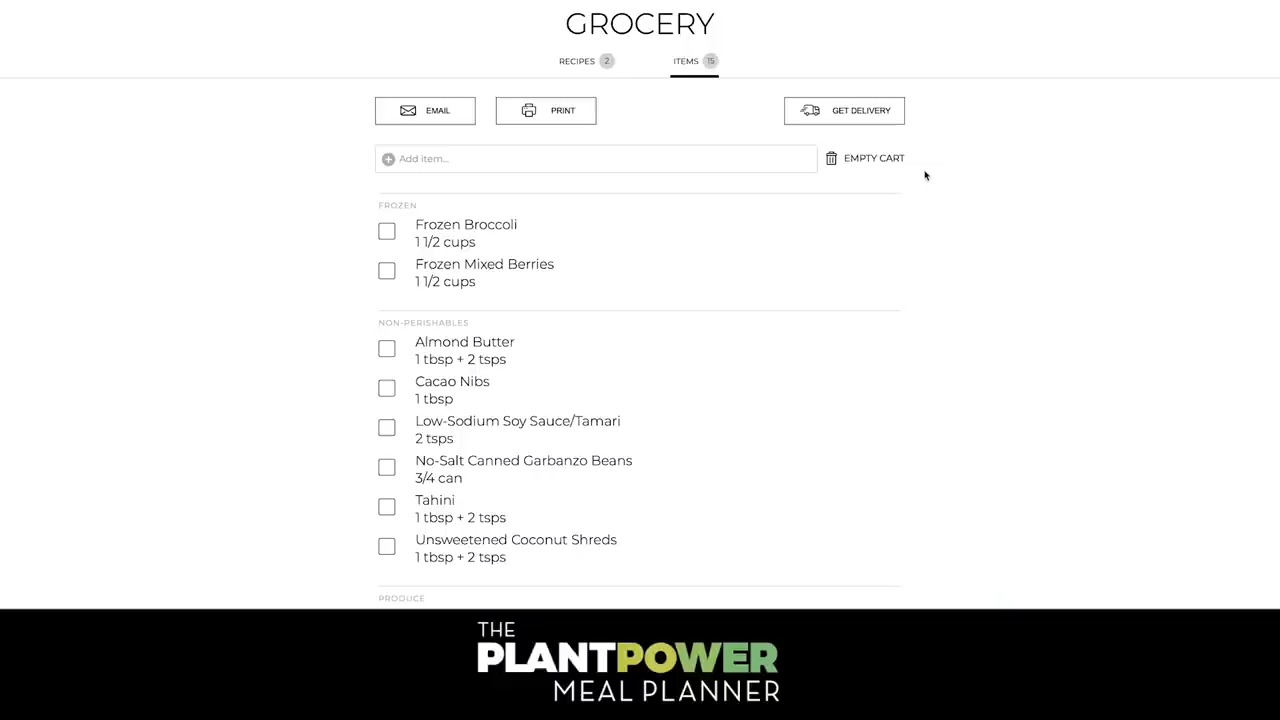 GROCERY
RECIPES 2 ITEMS 15
EMAIL PRINT GET DELIVERY
Add item... EMPTY CART
FROZEN
Frozen Broccoli
1 1/2 cups
Frozen Mixed Berries
1 1/2 cups
NON-PERISHABLES
Almond Butter
1 tbsp + 2 tsps
Cacao Nibs
1 tbsp
Low-Sodium Soy Sauce/Tamari
2 tsps
No-Salt Canned Garbanzo Beans
3/4 can
Tahini
1 tbsp + 2 tsps
Unsweetened Coconut Shreds
1 tbsp + 2 tsps
PRODUCE
THE
PLANTPOWER
MEAL PLANNER